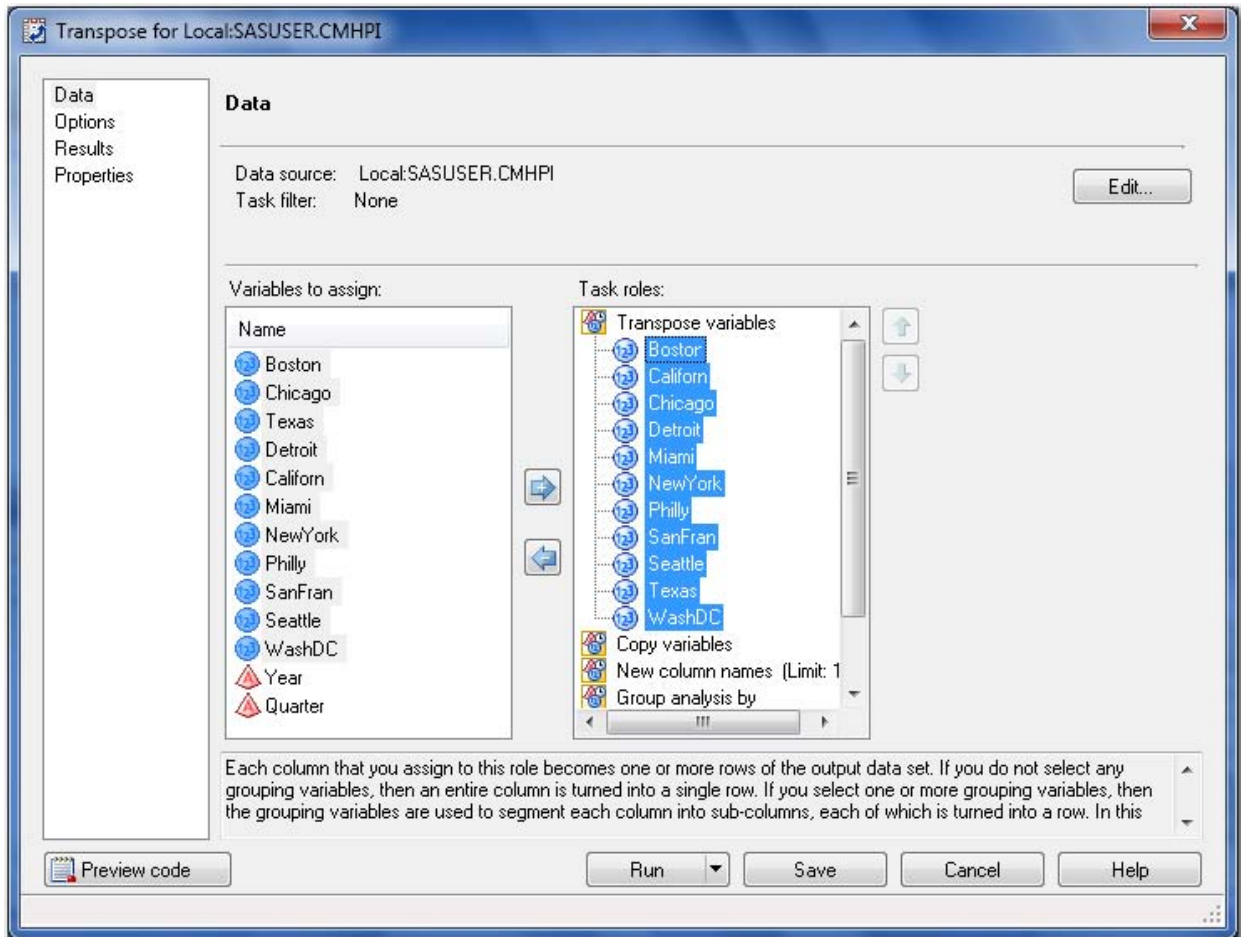 Transpose for Local:SASUSER.CMHPI
Data
Options
Results
Properties
Data
Data source: Local:SASUSER.CMHPI
Task filter: None
Edit...
Variables to assign:
Name
Boston
Chicago
Texas
Detroit
Californ
Miami
NewYork
Philly
SanFran
Seattle
WashDC
Year
Quarter
Task roles:
Transpose variables
Boston
Californ
Chicago
Detroit
Miami
NewYork
Philly
SanFran
Seattle
Texas
WashDC
Copy variables
New column names (Limit: 1
Group analysis by
Each column that you assign to this role becomes one or more rows of the output data set. If you do not select any
grouping variables, then an entire column is turned into a single row. If you select one or more grouping variables, then
the grouping variables are used to segment each column into sub-columns, each of which is turned into a row. In this
Preview code
Run
Save
Cancel
Help